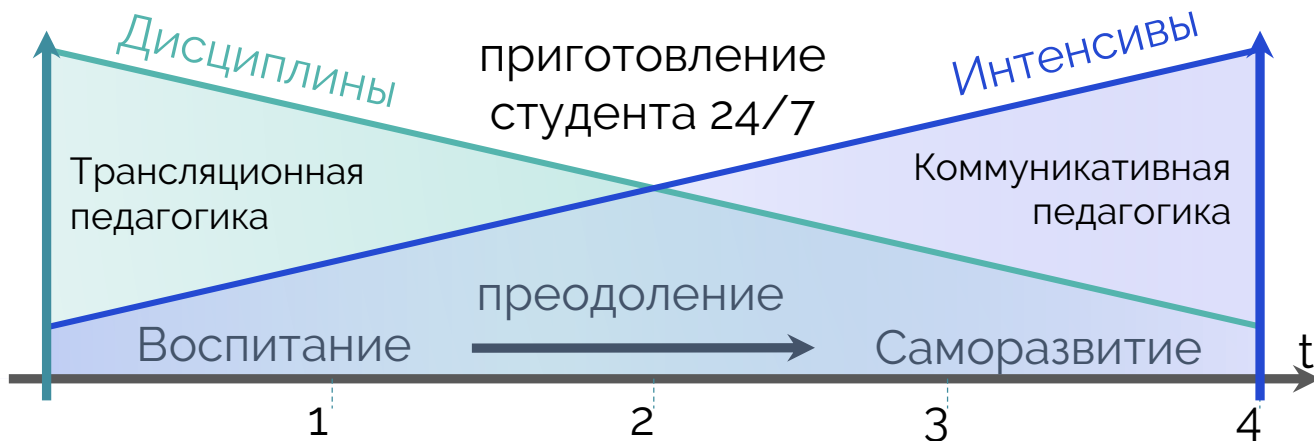 Дисциплины
приготовление
студента 24/7
Интенсивы
Трансляционная
педагогика
Коммуникативная
педагогика
преодоление
Воспитание
Саморазвитие
t
1
2
3
4